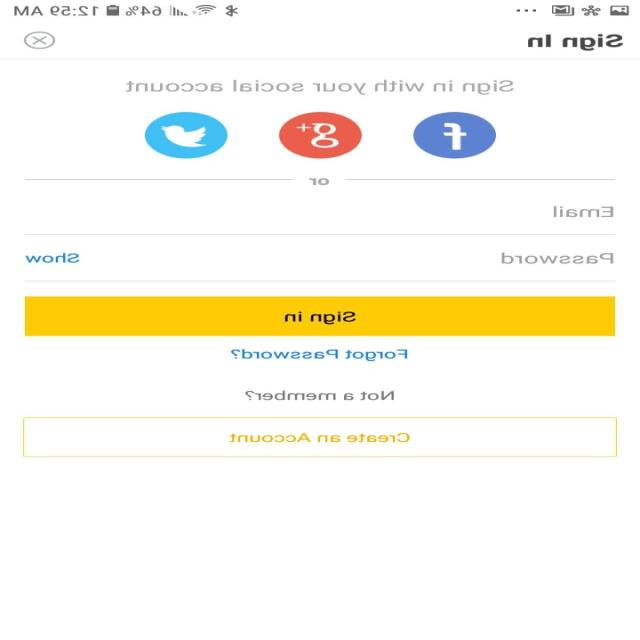 64% 12:59 AM
Sign In
Sign in with your social account
f g+
or
Email
Password Show
Sign in
Forgot Password?
Not a member?
Create an Account